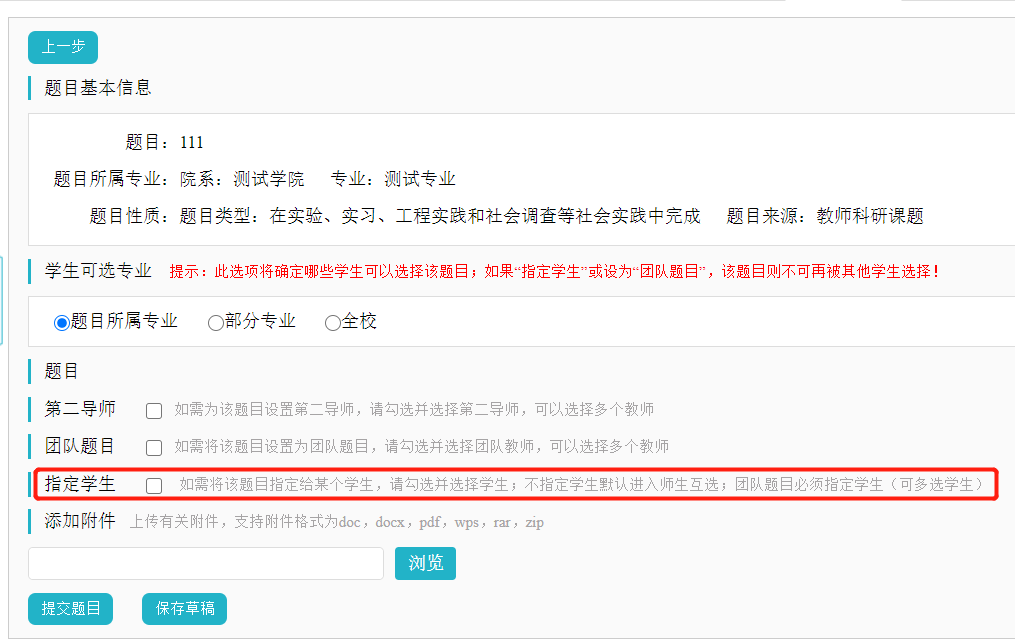 上一步
题目基本信息
题目：111
题目所属专业：院系：测试学院 专业：测试专业
题目性质：题目类型：在实验、实习、工程实践和社会调查等社会实践中完成 题目来源：教师科研课题
学生可选专业 提示：此选项将确定哪些学生可以选择该题目；如果“指定学生”或设为“团队题目”，该题目则不可再被其他学生选择！
题目所属专业 部分专业 全校
题目
第二导师 如需为该题目设置第二导师，请勾选并选择第二导师，可以选择多个教师
团队题目 如需将该题目设置为团队题目，请勾选并选择团队教师，可以选择多个教师
指定学生 如需将该题目指定给某个学生，请勾选并选择学生；不指定学生默认进入师生互选；团队题目必须指定学生（可多选学生）
添加附件 上传有关附件，支持附件格式为doc，docx，pdf，wps，rar，zip
浏览
提交题目 保存草稿